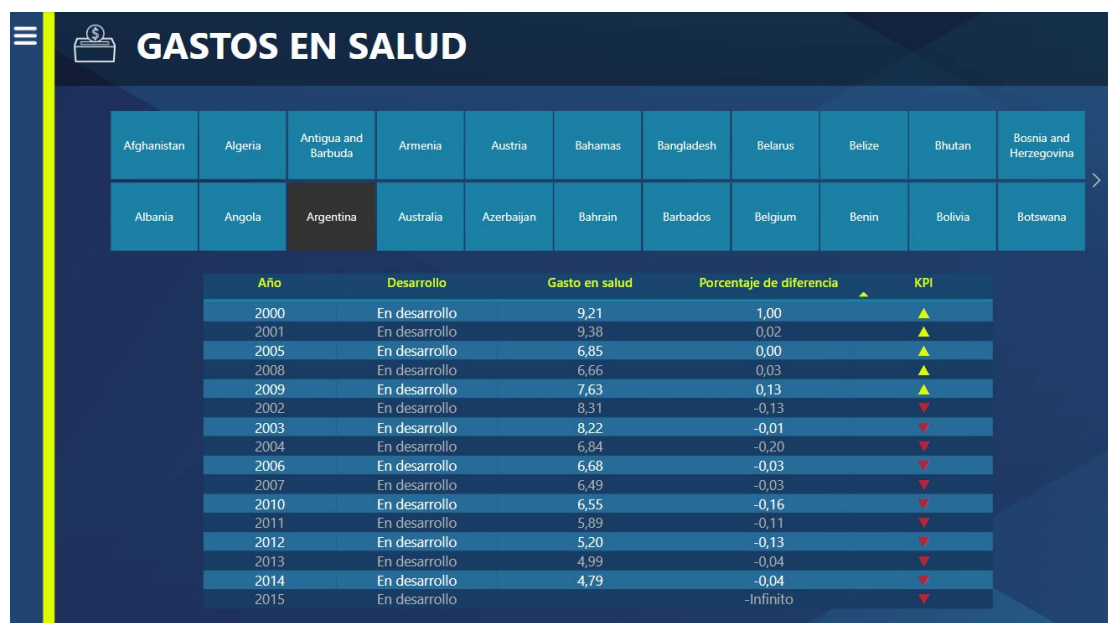 GASTOS EN SALUD
Afghanistan Algeria Antigua and Barbuda Armenia Austria Bahamas Bangladesh Belarus Belize Bhutan Bosnia and Herzegovina
Albania Angola Argentina Australia Azerbaijan Bahrain Barbados Belgium Benin Bolivia Botswana
Año Desarrollo Gasto en salud Porcentaje de diferencia KPI
2000 En desarrollo 9,21 1,00
2001 En desarrollo 9,38 0,02
2005 En desarrollo 6,85 0,00
2008 En desarrollo 6,66 0,03
2009 En desarrollo 7,63 0,13
2002 En desarrollo 8,31 -0,13
2003 En desarrollo 8,22 -0,01
2004 En desarrollo 6,84 -0,20
2006 En desarrollo 6,68 -0,03
2007 En desarrollo 6,49 -0,03
2010 En desarrollo 6,55 -0,16
2011 En desarrollo 5,89 -0,11
2012 En desarrollo 5,20 -0,13
2013 En desarrollo 4,99 -0,04
2014 En desarrollo 4,79 -0,04
2015 En desarrollo -Infinito